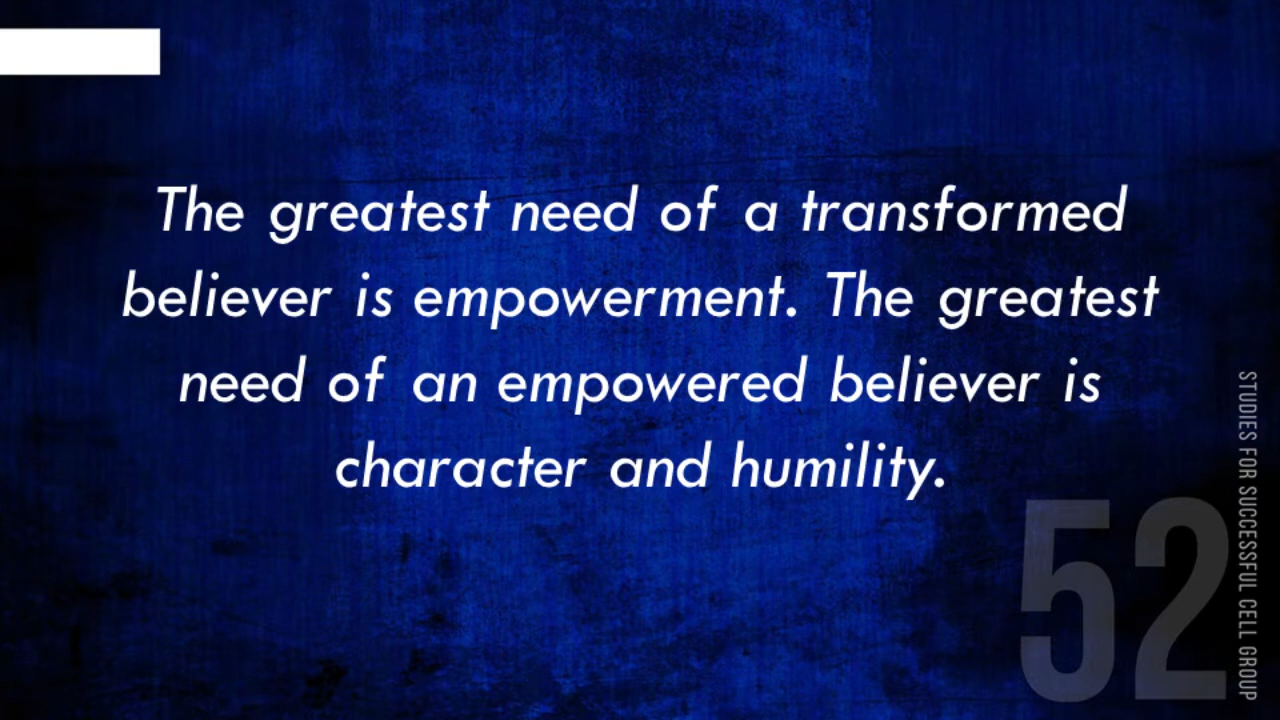 The greatest need of a transformed
believer is empowerment. The greatest
need of an empowered believer is
character and humility.
52
STUDIES FOR SUCCESSFUL CELL GROUP